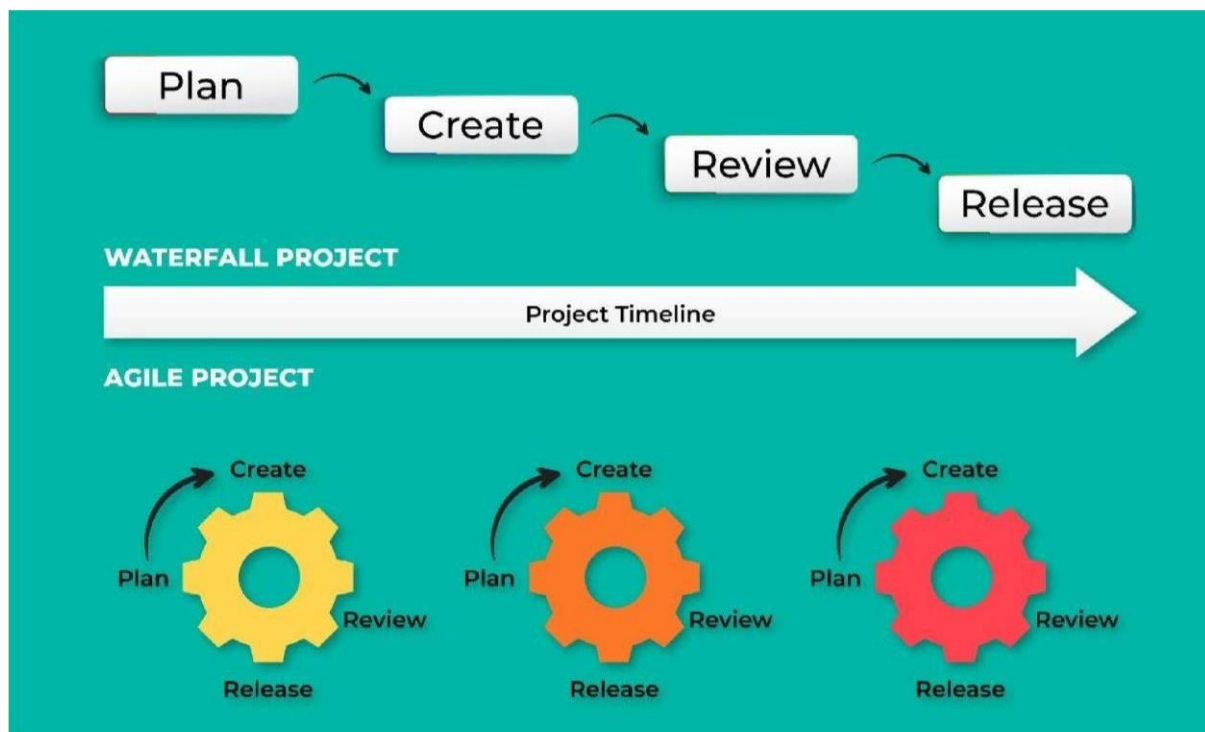 Plan
Create
Review
Release
WATERFALL PROJECT
Project Timeline
AGILE PROJECT
Create
Plan
Review
Release
Create
Plan
Review
Release
Create
Plan
Review
Release